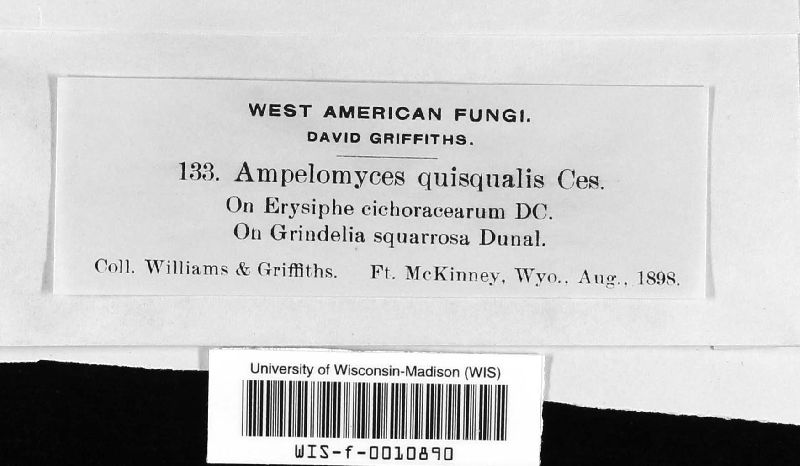 WEST AMERICAN FUNGI.
DAVID GRIFFITHS.
133. Ampelomyces quisqualis Ces.
On Erysiphe cichoracearum DC.
On Grindelia squarrosa Dunal.
Coll. Williams & Griffiths. Ft. McKinney, Wyo., Aug., 1898.
University of Wisconsin-Madison (WIS)
WIS-f-0010890